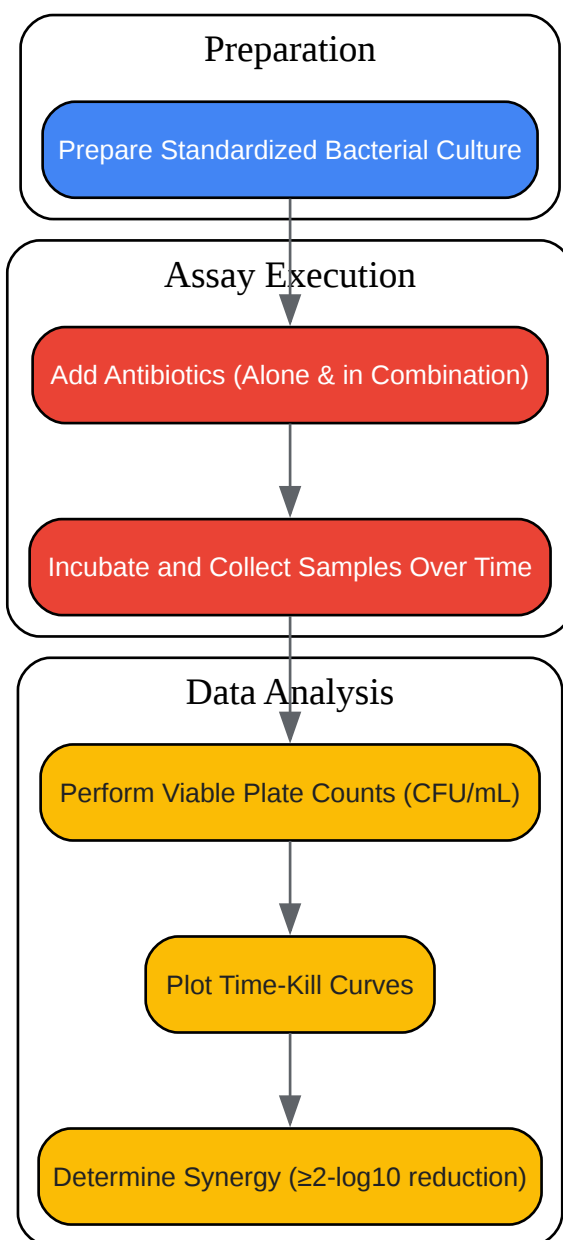 Preparation
Prepare Standardized Bacterial Culture
Assay Execution
Add Antibiotics (Alone & in Combination)
Incubate and Collect Samples Over Time
Data Analysis
Perform Viable Plate Counts (CFU/mL)
Plot Time-Kill Curves
Determine Synergy (≥2-log10 reduction)